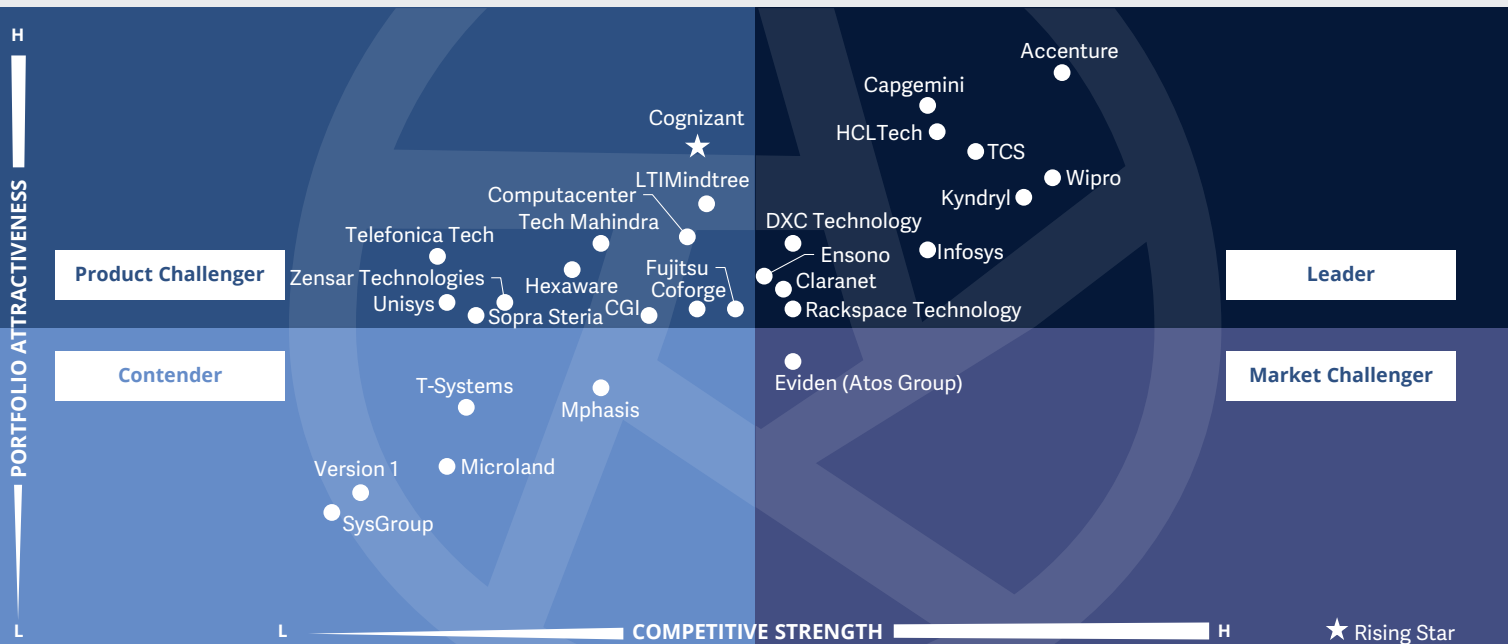 H
Accenture
Capgemini
Cognizant
HCLTech
TCS
LTIMindtree
Wipro
Computacenter
Kyndryl
Tech Mahindra
DXC Technology
Telefonica Tech
Infosys
Ensono
Fujitsu
Product Challenger
Leader
Zensar Technologies
Hexaware
Coforge
Claranet
Unisys
Sopra Steria
CGI
Rackspace Technology
PORTFOLIO ATTRACTIVENESS
Contender
Market Challenger
T-Systems
Eviden (Atos Group)
Mphasis
Version 1
Microland
SysGroup
L
L
COMPETITIVE STRENGTH
H
Rising Star